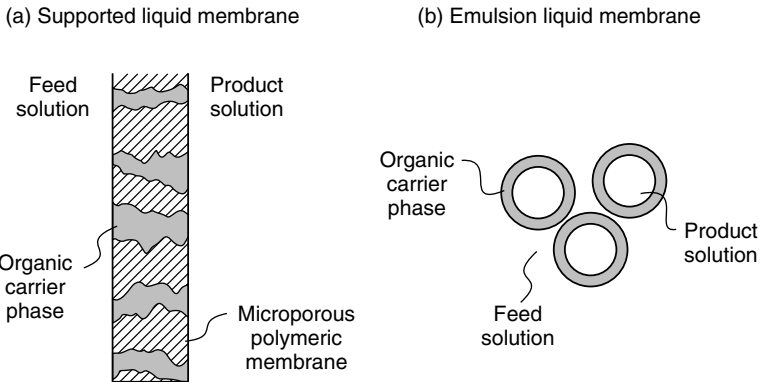 (a) Supported liquid membrane
(b) Emulsion liquid membrane
Feed
solution
Product
solution
Organic
carrier
phase
Microporous
polymeric
membrane
Organic
carrier
phase
Product
solution
Feed
solution